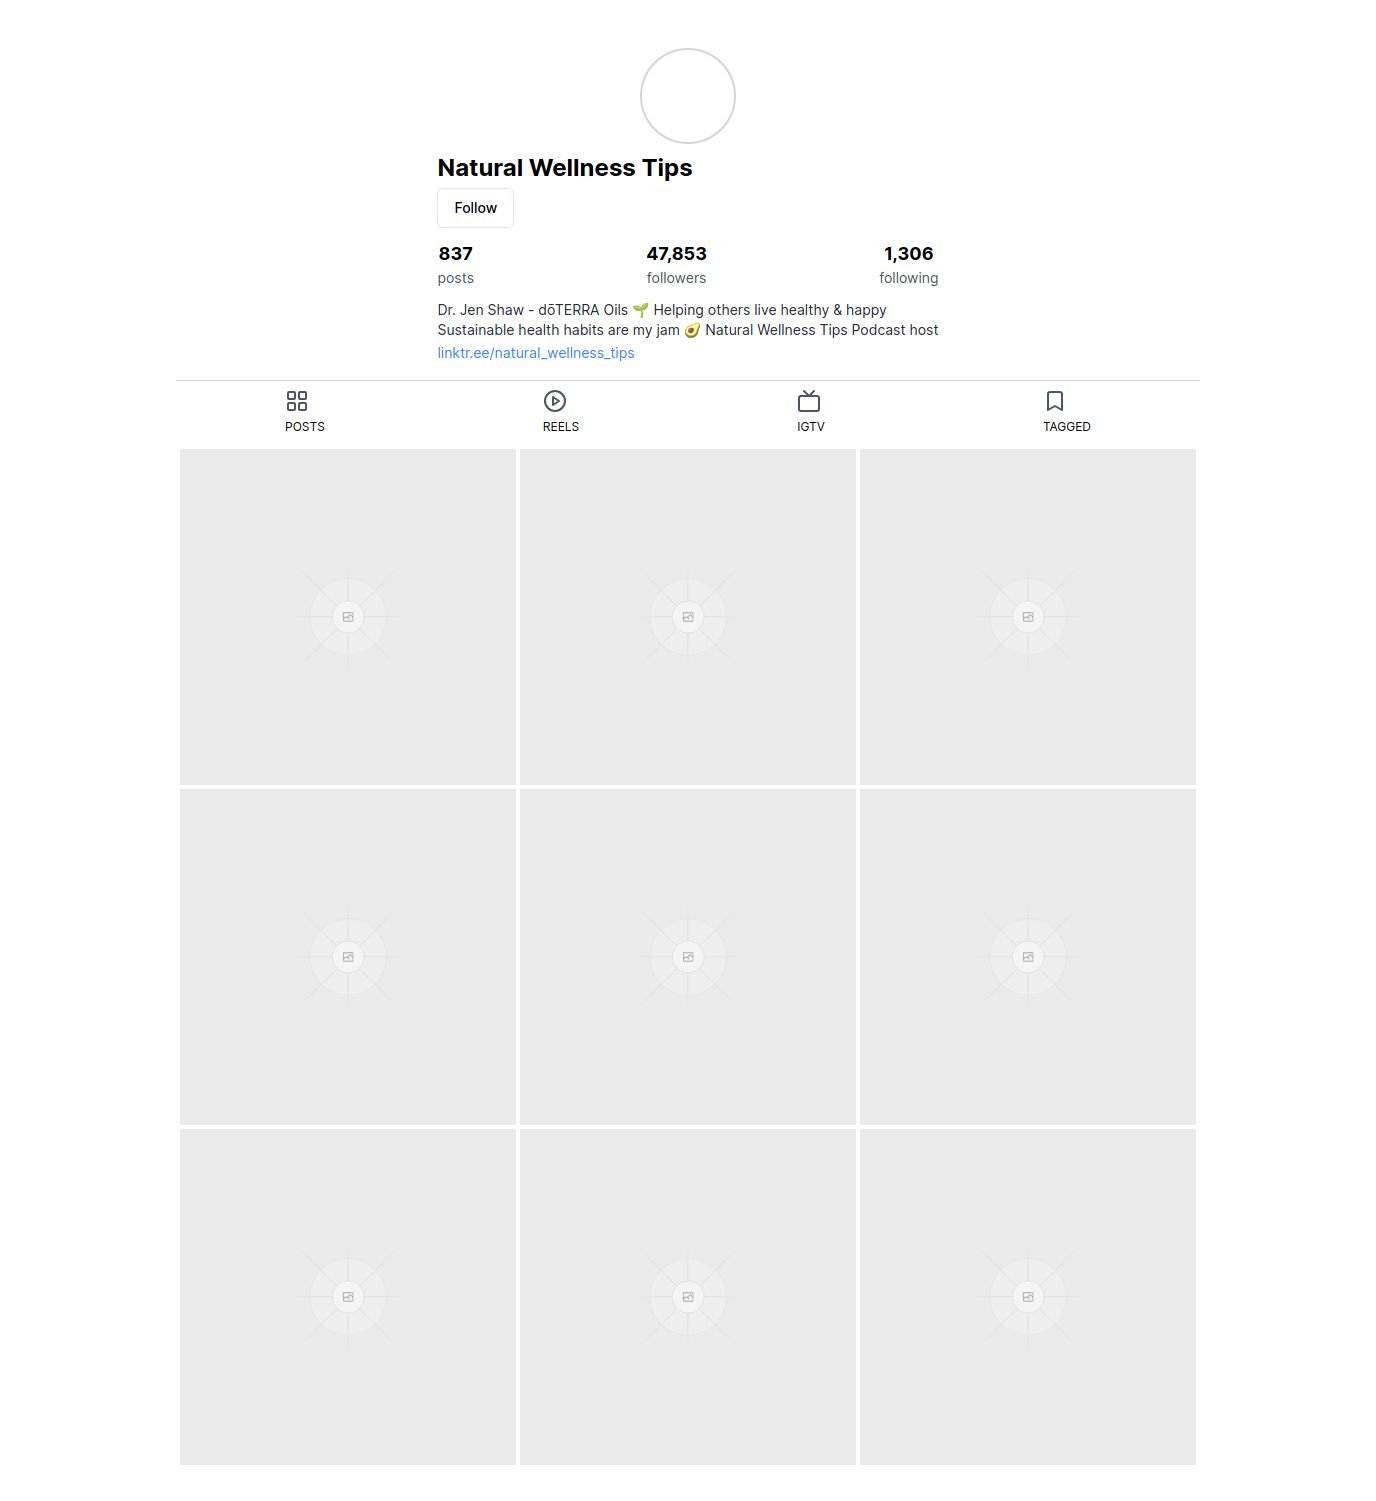 Natural Wellness Tips
Follow
837 47,853 1,306
posts followers following
Dr. Jen Shaw - dōTERRA Oils 🌱 Helping others live healthy & happy
Sustainable health habits are my jam 🥑 Natural Wellness Tips Podcast host
linktr.ee/natural_wellness_tips
POSTS REELS IGTV TAGGED